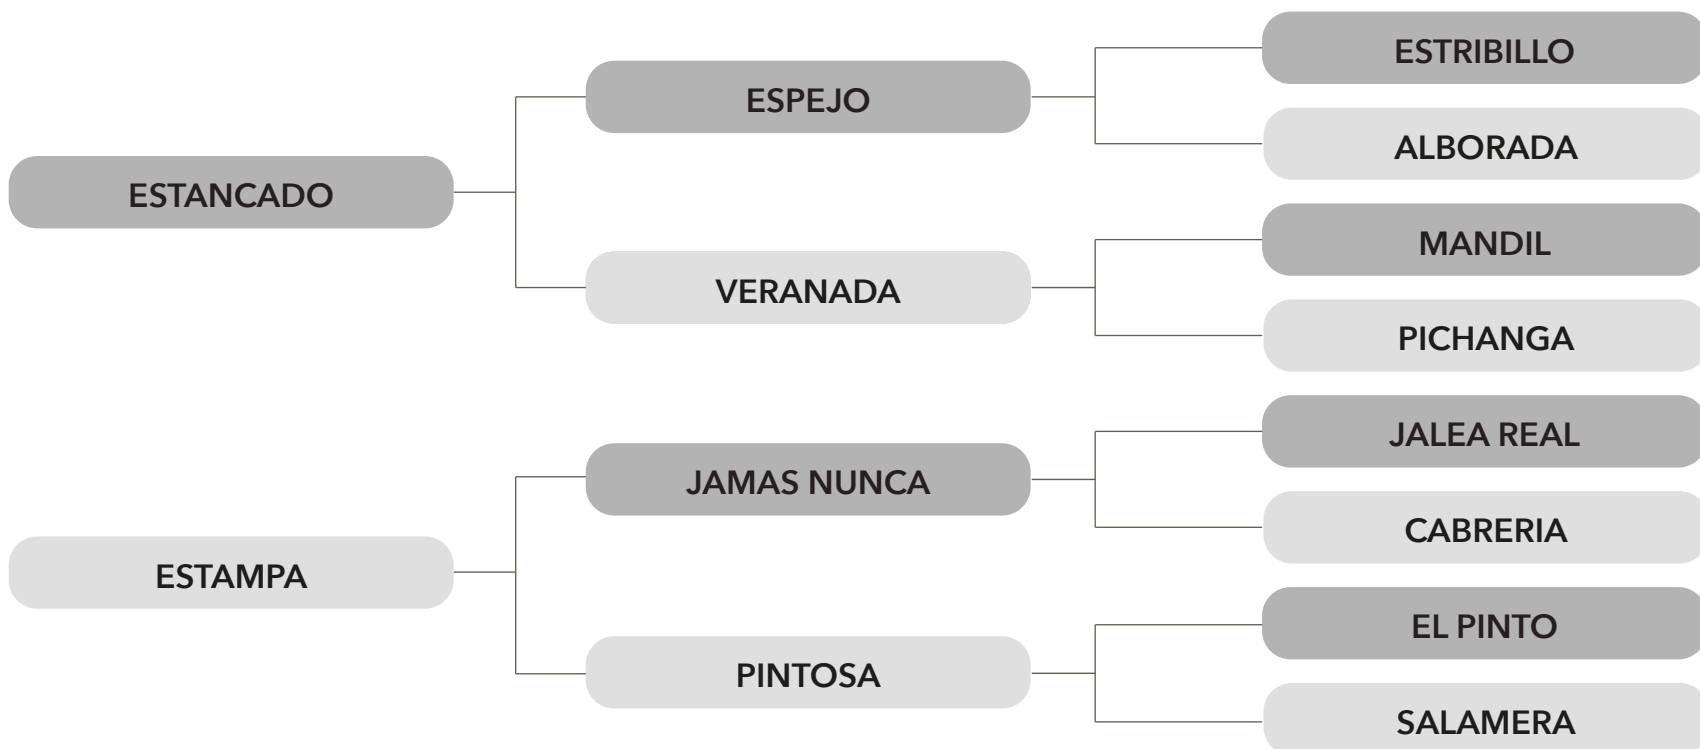 ESTRIBILLO
ESPEJO
ALBORADA
ESTANCADO
MANDIL
VERANADA
PICHANGA
JALEA REAL
JAMAS NUNCA
CABRERIA
ESTAMPA
EL PINTO
PINTOSA
SALAMERA